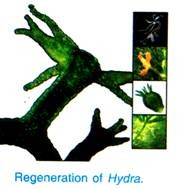 Regeneration of Hydra.